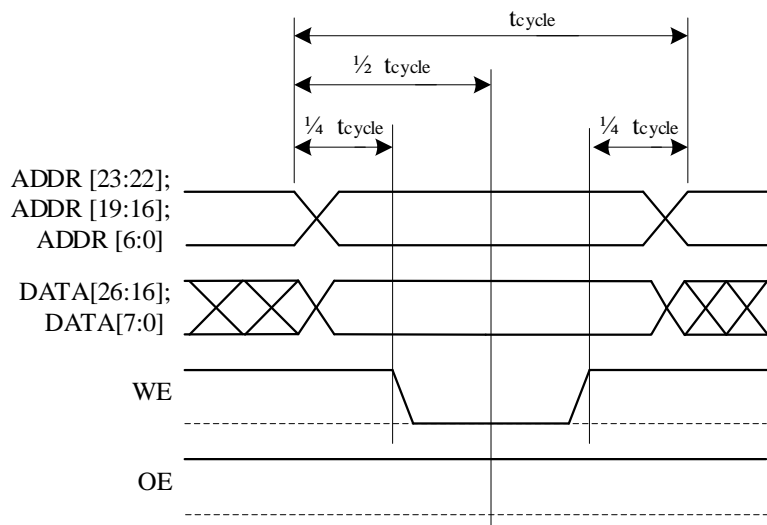 tcycle
½ tcycle
¼ tcycle
¼ tcycle
ADDR [23:22];
ADDR [19:16];
ADDR [6:0]
DATA[26:16];
DATA[7:0]
WE
OE